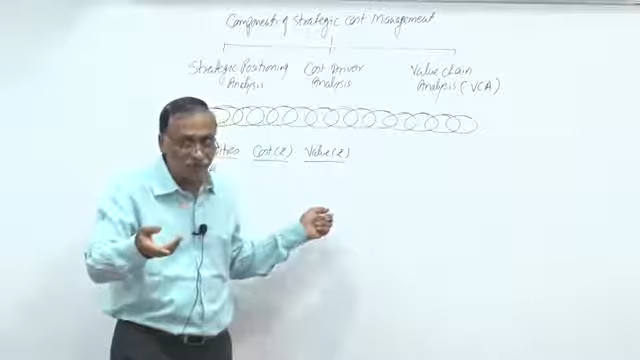 Components of Strategic Cost Management
Strategic Positioning Analysis
Cost Driver Analysis
Value Chain Analysis (VCA)
Cost (₹) Value (₹)